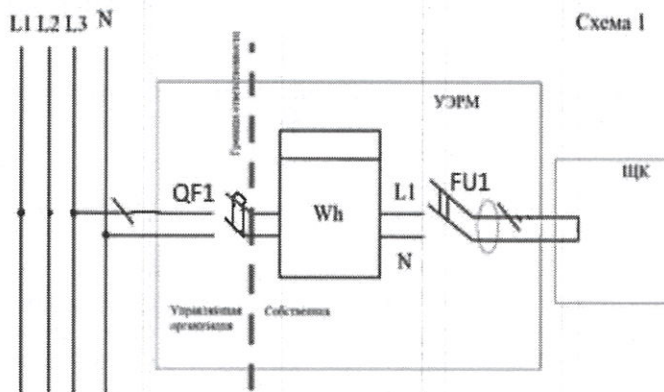 L1 L2 L3 N
Схема 1
Граница ответственности
УЭРМ
ЩК
QF1
Wh
L1
FU1
N
Управляющая Собственник
организация